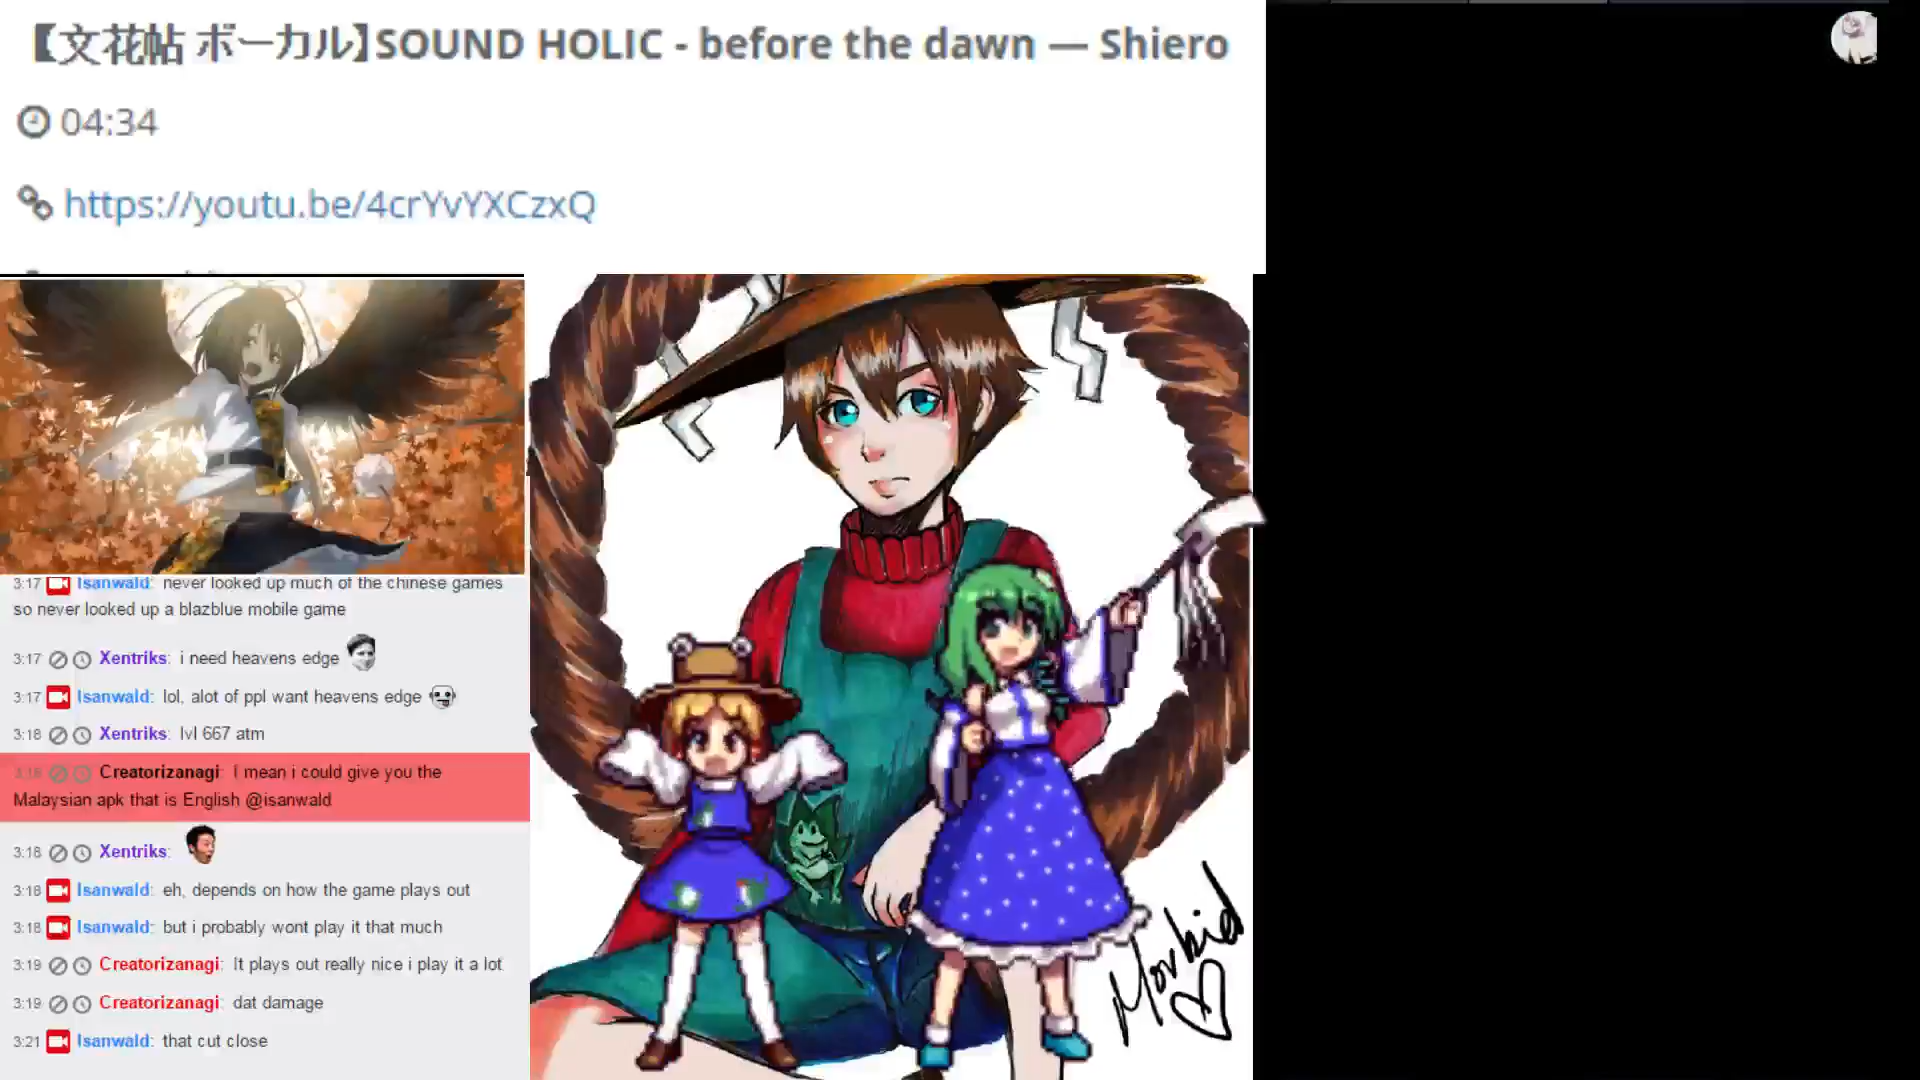 【文花帖 ボーカル】SOUND HOLIC - before the dawn — Shiero
04:34
https://youtu.be/4crYvYXCzxQ
3:17 Isanwald: never looked up much of the chinese games
so never looked up a blazblue mobile game
3:17 Xentriks: i need heavens edge
3:17 Isanwald: lol, alot of ppl want heavens edge
3:18 Xentriks: lvl 667 atm
3:18 Creatorizanagi: I mean i could give you the
Malaysian apk that is English @isanwald
3:18 Xentriks:
3:18 Isanwald: eh, depends on how the game plays out
3:18 Isanwald: but i probably wont play it that much
3:19 Creatorizanagi: It plays out really nice i play it a lot
3:19 Creatorizanagi: dat damage
3:21 Isanwald: that cut close
Morbid